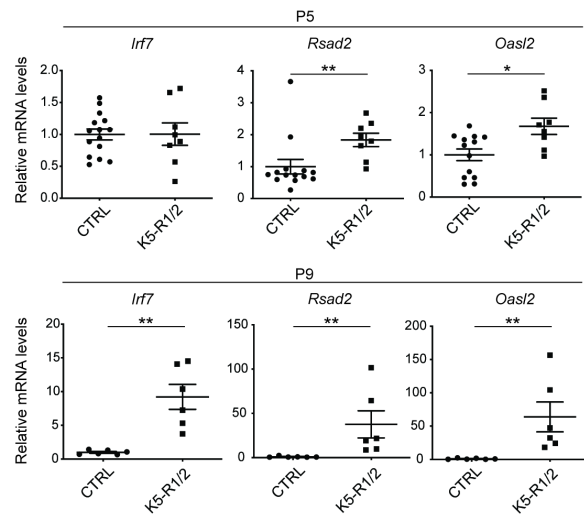 P5
Irf7
Rsad2
Oasl2
**
*
Relative mRNA levels
2.0
1.5
1.0
0.5
0.0
4
3
2
1
0
3
2
1
0
CTRL
K5-R1/2
CTRL
K5-R1/2
CTRL
K5-R1/2
P9
Irf7
Rsad2
Oasl2
**
**
**
Relative mRNA levels
20
15
10
5
0
150
100
50
25
0
200
150
100
50
0
CTRL
K5-R1/2
CTRL
K5-R1/2
CTRL
K5-R1/2